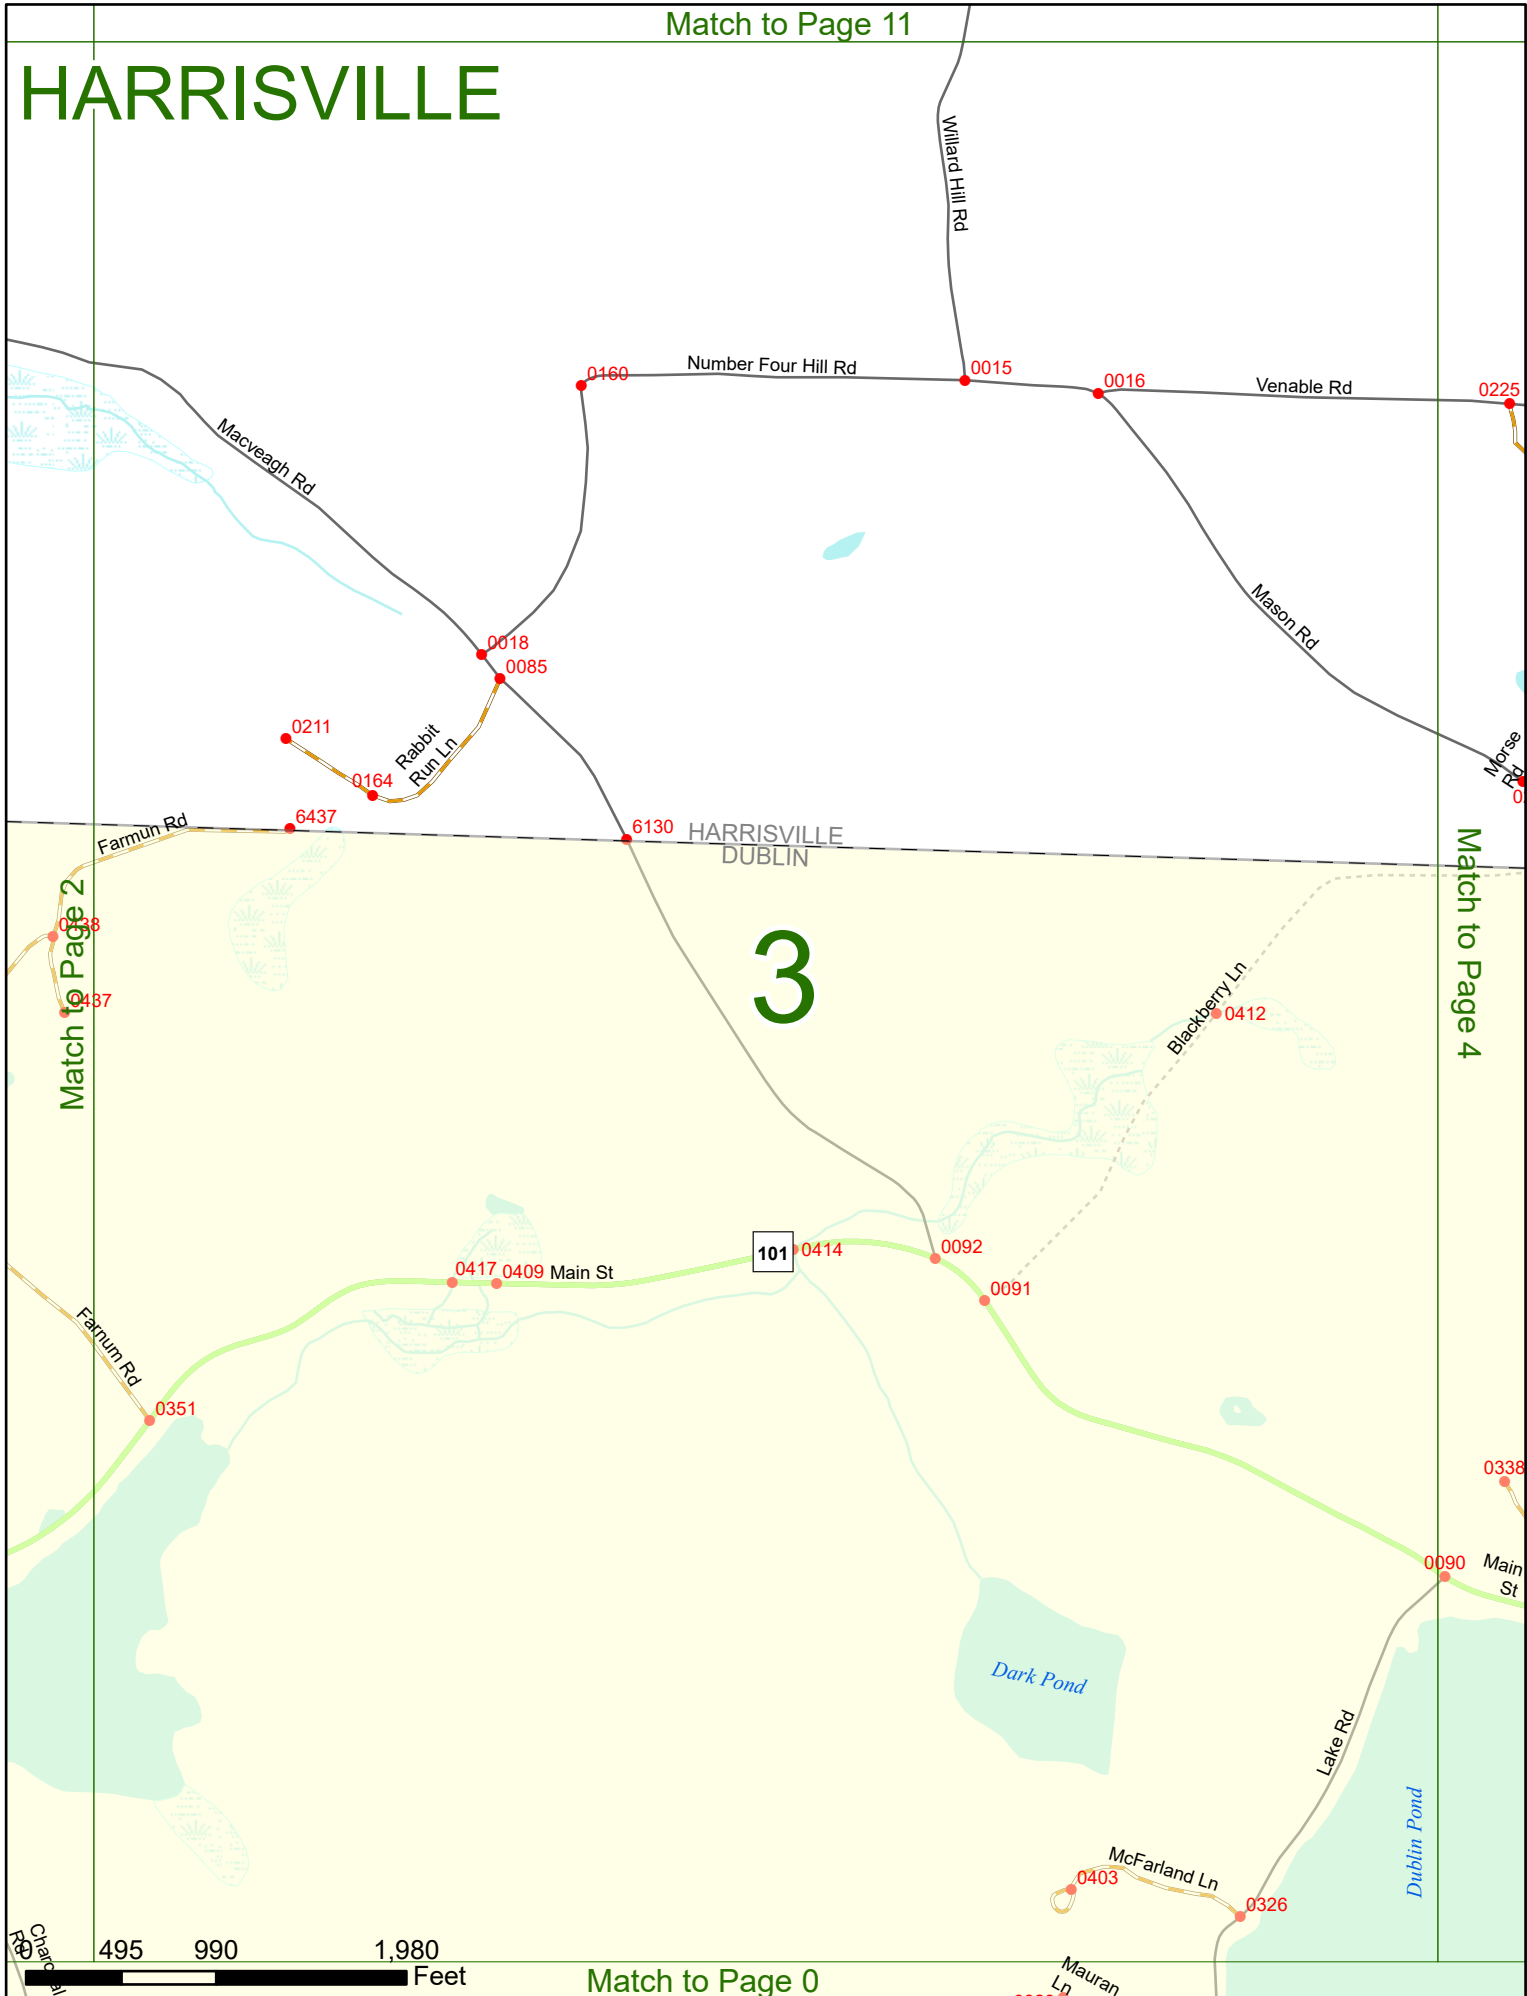 Match to Page 11
HARRISVILLE
Willard Hill Rd
0160
Number Four Hill Rd
0015
0016
Venable Rd
0225
Macveagh Rd
Mason Rd
0018
0085
0211
Rabbit
Run Ln
0164
Morse
Rd
6437
Farmun Rd
6130
HARRISVILLE
DUBLIN
Match to Page 2
Match to Page 4
0438
0437
3
Blackberry Ln
0412
101
0414
0092
0417
0409
Main St
0091
Farnum Rd
0351
0338
0090
Main
St
Dark Pond
Lake Rd
Dublin Pond
McFarland Ln
0403
0326
Charcoal
Rd
0
495
990
1,980
Feet
Match to Page 0
Mauran
Ln